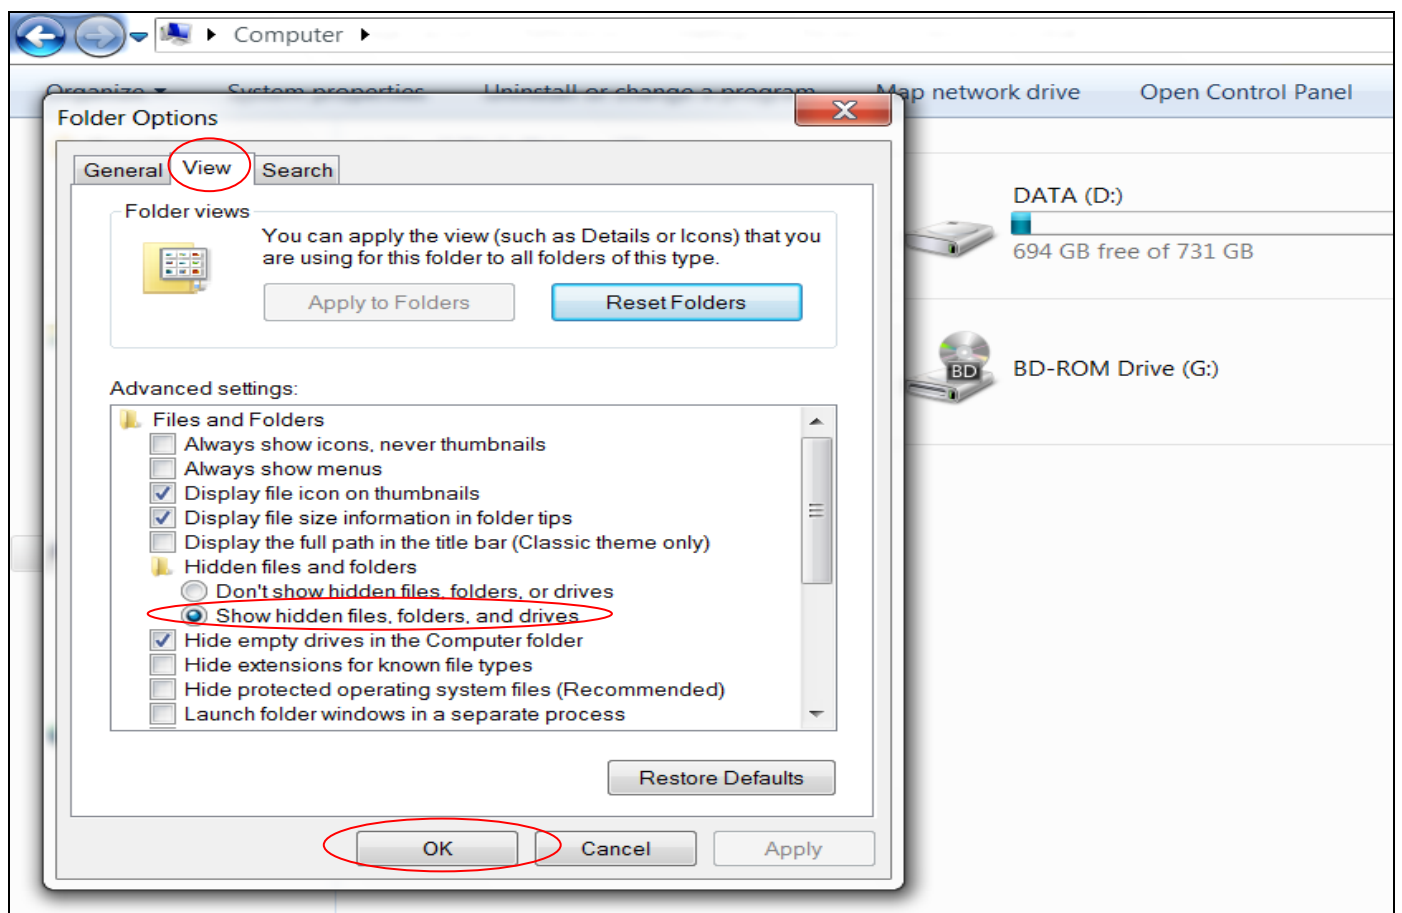 Computer
Organize System properties Uninstall or change a program Map network drive Open Control Panel
Folder Options
General View Search
Folder views
You can apply the view (such as Details or Icons) that you
are using for this folder to all folders of this type.
Apply to Folders Reset Folders
Advanced settings:
Files and Folders
Always show icons, never thumbnails
Always show menus
Display file icon on thumbnails
Display file size information in folder tips
Display the full path in the title bar (Classic theme only)
Hidden files and folders
Don't show hidden files, folders, or drives
Show hidden files, folders, and drives
Hide empty drives in the Computer folder
Hide extensions for known file types
Hide protected operating system files (Recommended)
Launch folder windows in a separate process
Restore Defaults
OK Cancel Apply
DATA (D:)
694 GB free of 731 GB
BD
BD-ROM Drive (G:)